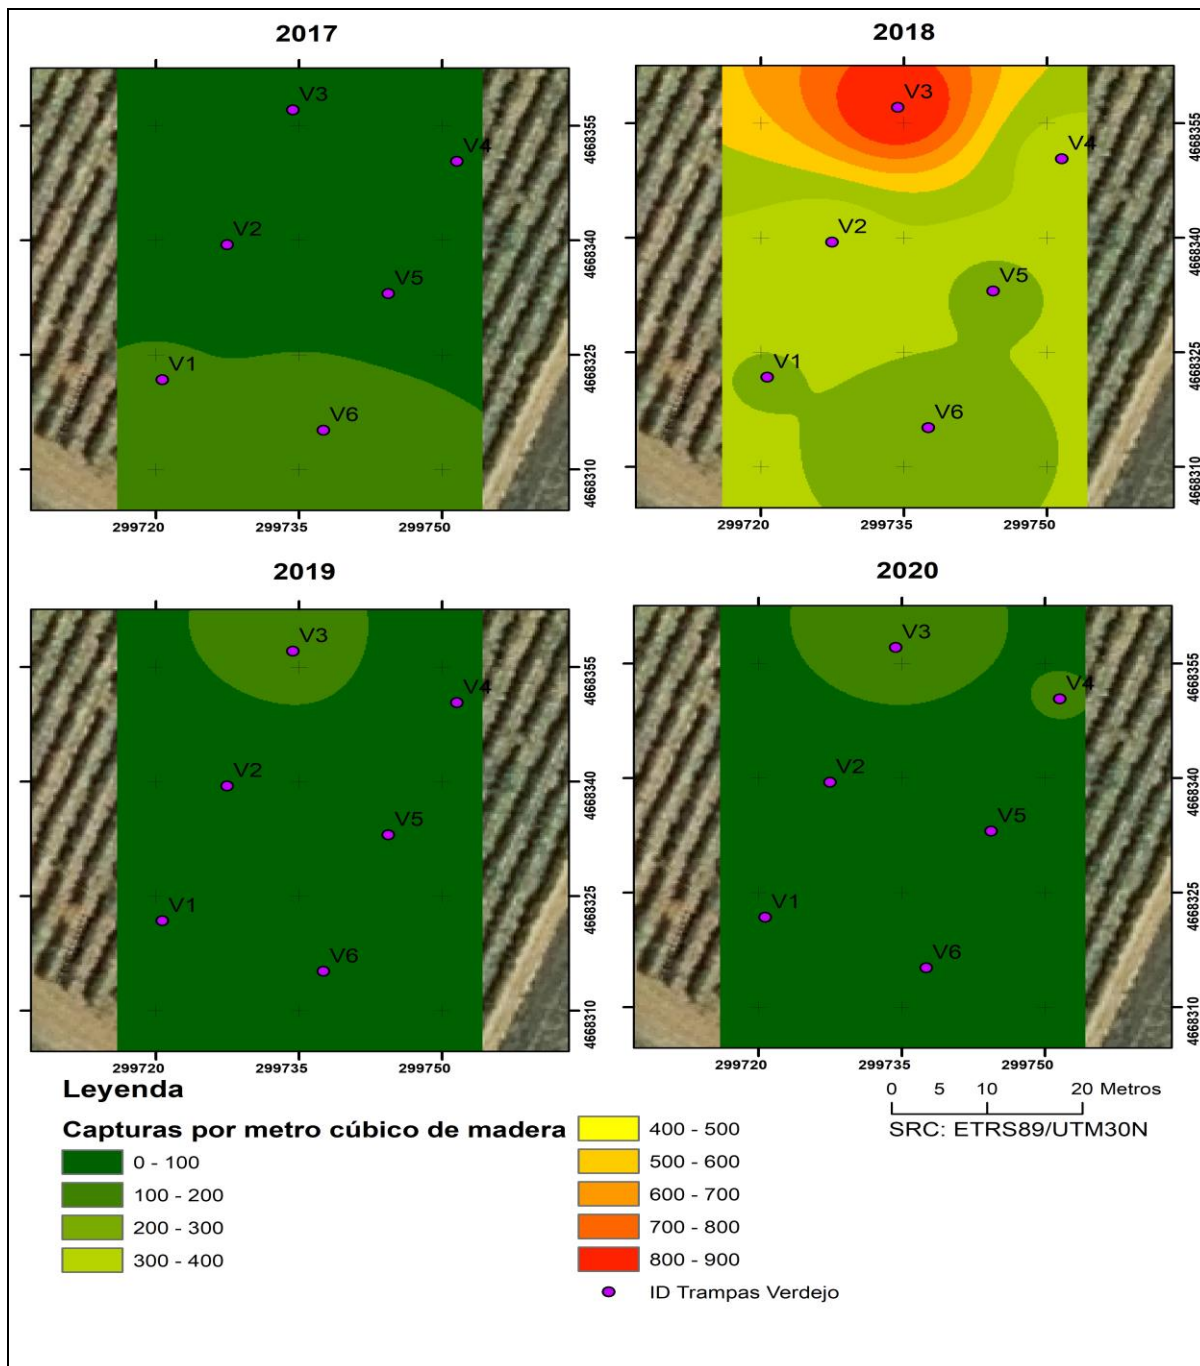 2017
V3
V4
V2
V5
V1
V6
4668355
4668340
4668325
4668310
299720
299735
299750
2018
V3
V4
V2
V5
V1
V6
4668355
4668340
4668325
4668310
299720
299735
299750
2019
V3
V4
V2
V5
V1
V6
4668355
4668340
4668325
4668310
299720
299735
299750
2020
V3
V4
V2
V5
V1
V6
4668355
4668340
4668325
4668310
299720
299735
299750
Leyenda
Capturas por metro cúbico de madera
0 - 100
100 - 200
200 - 300
300 - 400
400 - 500
500 - 600
600 - 700
700 - 800
800 - 900
ID Trampas Verdejo
0 5 10 20 Metros
SRC: ETRS89/UTM30N